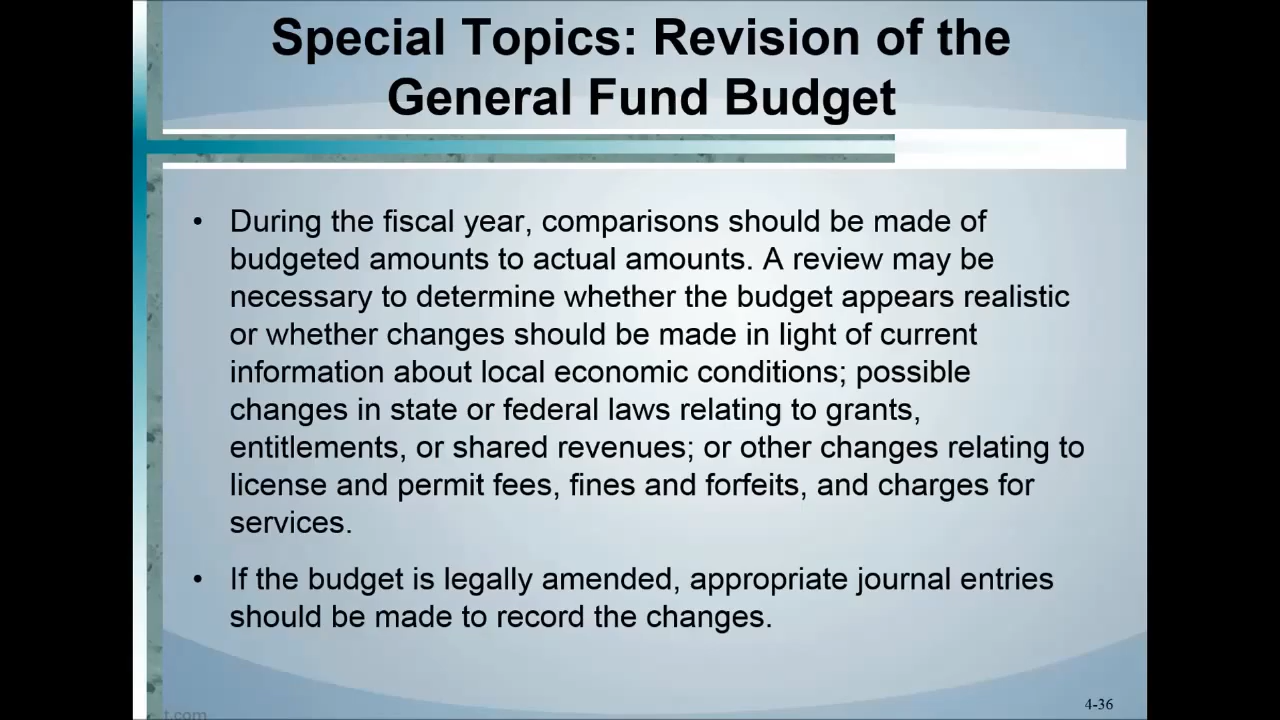 Special Topics: Revision of the
General Fund Budget
• During the fiscal year, comparisons should be made of
budgeted amounts to actual amounts. A review may be
necessary to determine whether the budget appears realistic
or whether changes should be made in light of current
information about local economic conditions; possible
changes in state or federal laws relating to grants,
entitlements, or shared revenues; or other changes relating to
license and permit fees, fines and forfeits, and charges for
services.
• If the budget is legally amended, appropriate journal entries
should be made to record the changes.
4-36
t.com